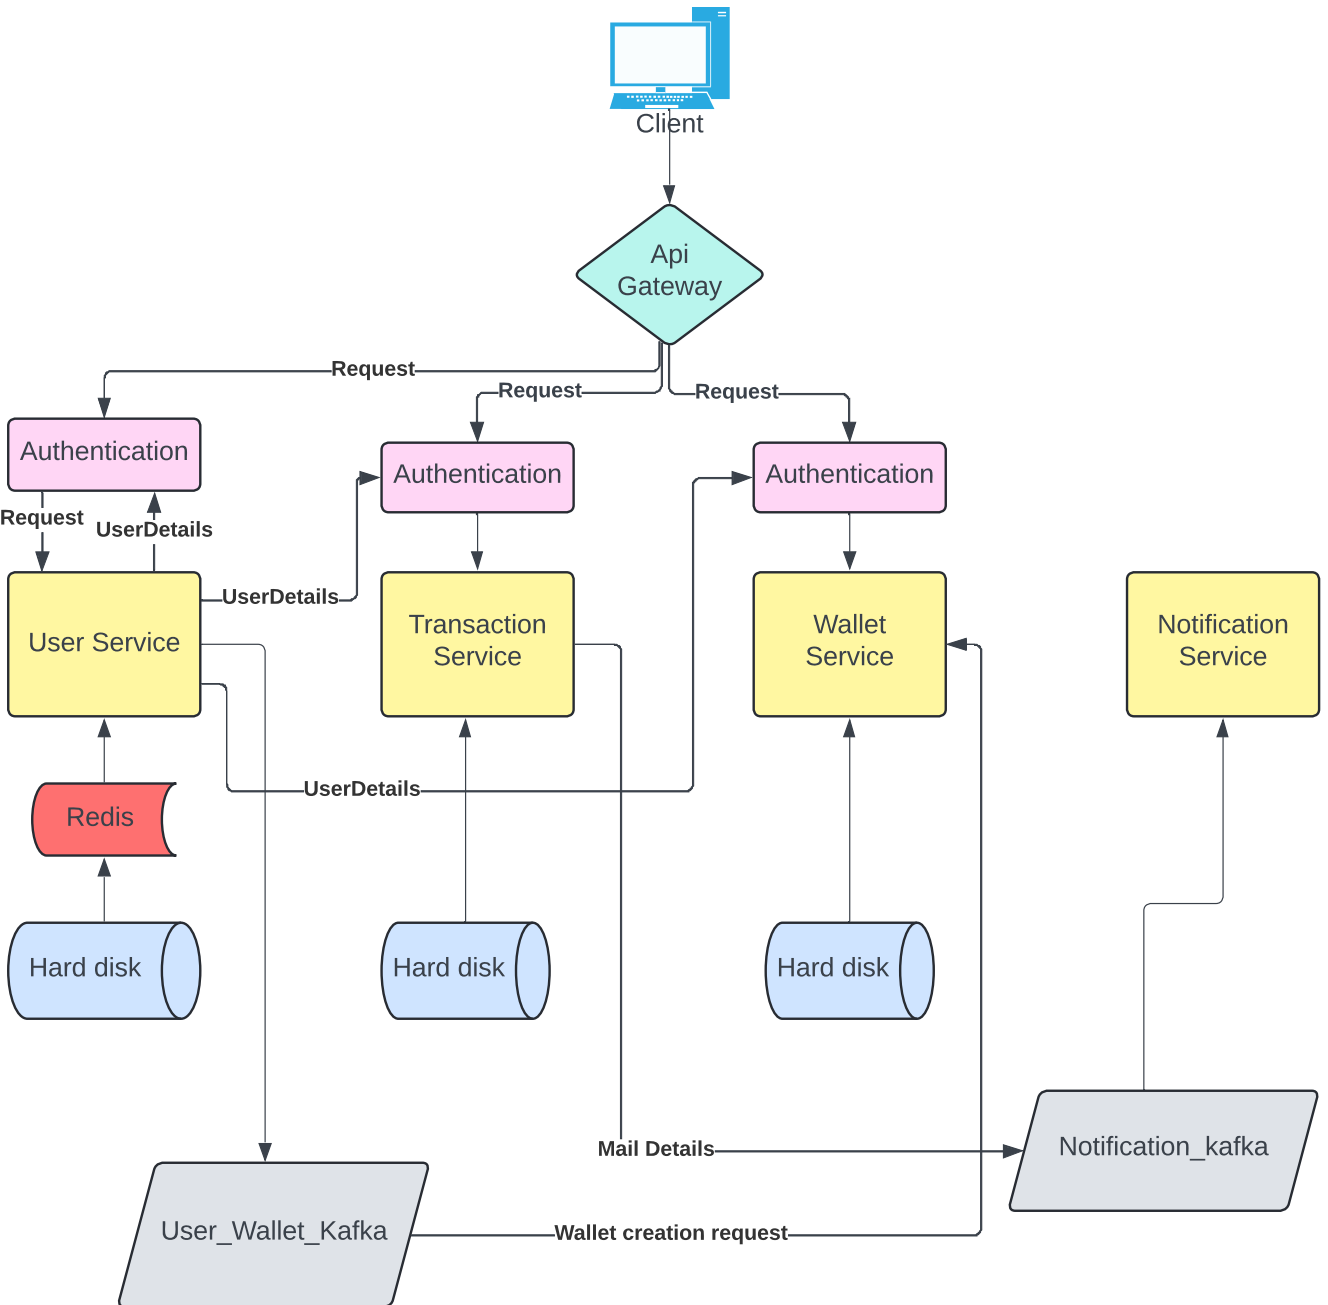 Client
Api
Gateway
Request
Request
Request
Authentication
Authentication
Authentication
Request
UserDetails
UserDetails
User Service
Transaction
Service
Wallet
Service
Notification
Service
UserDetails
Redis
Hard disk
Hard disk
Hard disk
Mail Details
Notification_kafka
User_Wallet_Kafka
Wallet creation request